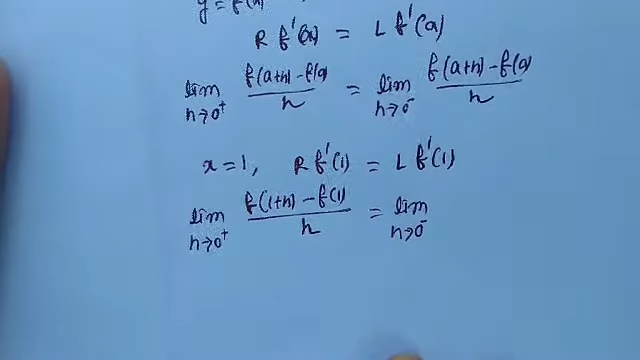 y = f(x)
R f'(a) = L f'(a)
lim h→0⁺ f(a+h) - f(a) / h = lim h→0⁻ f(a+h) - f(a) / h
x = 1, R f'(1) = L f'(1)
lim h→0⁺ f(1+h) - f(1) / h = lim h→0⁻